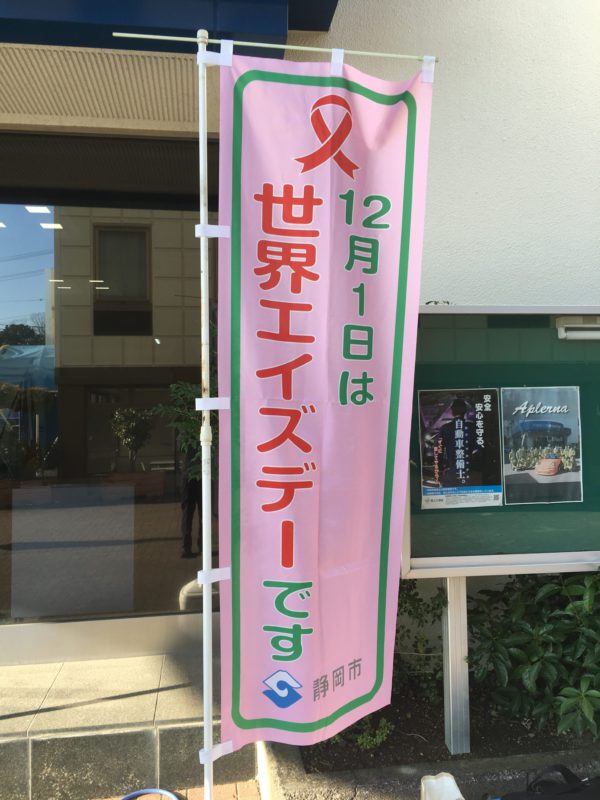 12月1日は
世界エイズデーです
静岡市
安全
安心を守る、
自動車整備士。
Aplerna